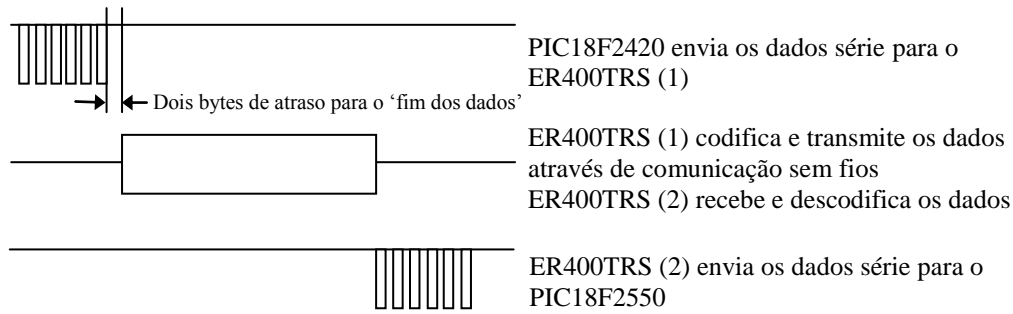 PIC18F2420 envia os dados série para o
ER400TRS (1)
Dois bytes de atraso para o ‘fim dos dados’
ER400TRS (1) codifica e transmite os dados
através de comunicação sem fios
ER400TRS (2) recebe e descodifica os dados
ER400TRS (2) envia os dados série para o
PIC18F2550